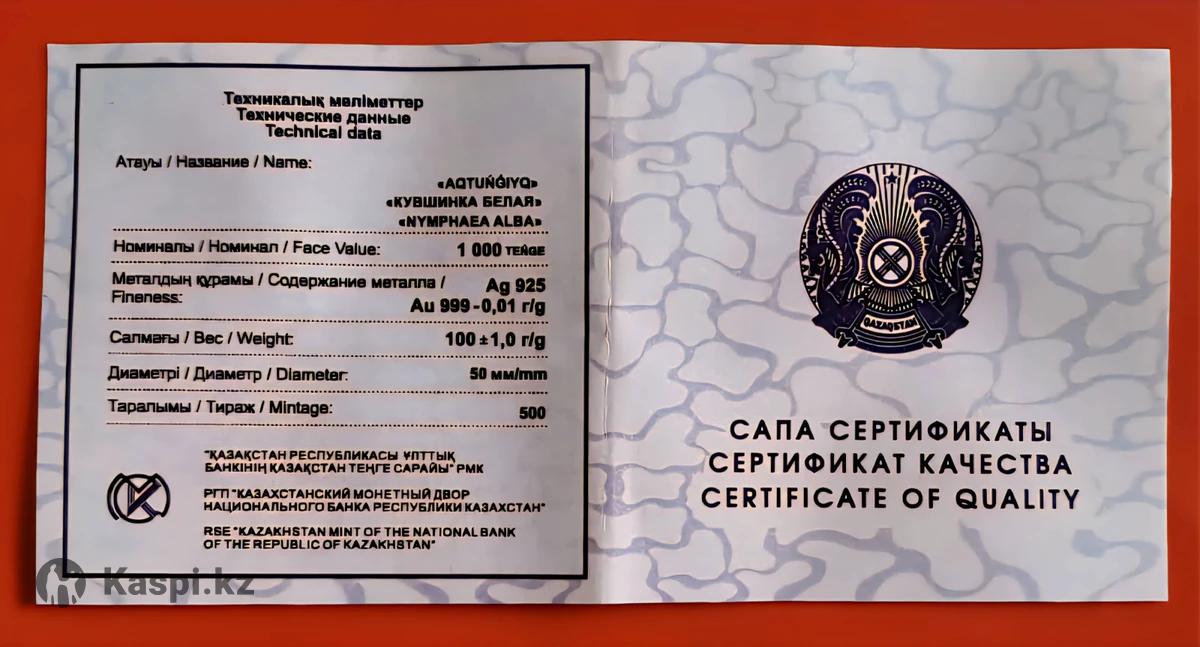 Техникалық мәліметтер
Технические данные
Technical data
Атауы / Название / Name:
«AQTUŃǴIYQ»
«КУВШИНКА БЕЛАЯ»
«NYMPHAEA ALBA»
Номиналы / Номинал / Face Value: 1 000 TEŃGE
Металдың құрамы / Содержание металла / Ag 925
Fineness: Au 999 - 0,01 г/g
Салмағы / Вес / Weight: 100 ± 1,0 г/g
Диаметрі / Диаметр / Diameter: 50 мм/mm
Таралымы / Тираж / Mintage: 500
"ҚАЗАҚСТАН РЕСПУБЛИКАСЫ ҰЛТТЫҚ
БАНКІНІҢ ҚАЗАҚСТАН ТЕҢГЕ САРАЙЫ" РМК
РГП "КАЗАХСТАНСКИЙ МОНЕТНЫЙ ДВОР
НАЦИОНАЛЬНОГО БАНКА РЕСПУБЛИКИ КАЗАХСТАН"
RSE "KAZAKHSTAN MINT OF THE NATIONAL BANK
OF THE REPUBLIC OF KAZAKHSTAN"
Kaspi.kz
QAZAQSTAN
САПА СЕРТИФИКАТЫ
СЕРТИФИКАТ КАЧЕСТВА
CERTIFICATE OF QUALITY